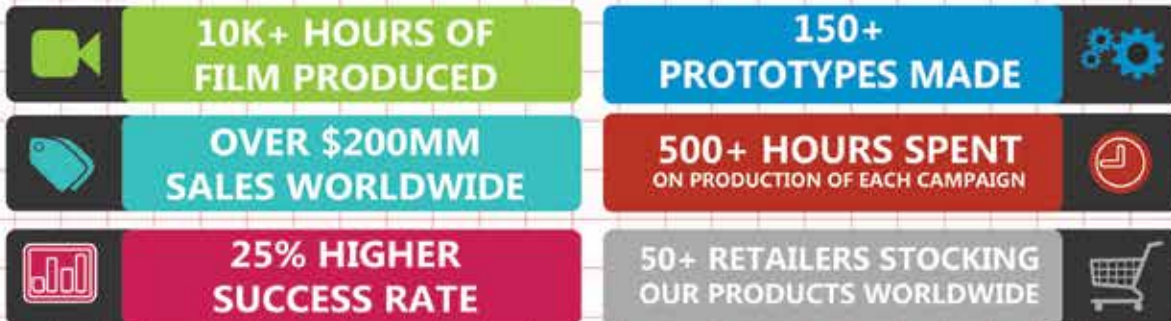 10K+ HOURS OF
FILM PRODUCED
150+
PROTOTYPES MADE
OVER $200MM
SALES WORLDWIDE
500+ HOURS SPENT
ON PRODUCTION OF EACH CAMPAIGN
25% HIGHER
SUCCESS RATE
50+ RETAILERS STOCKING
OUR PRODUCTS WORLDWIDE